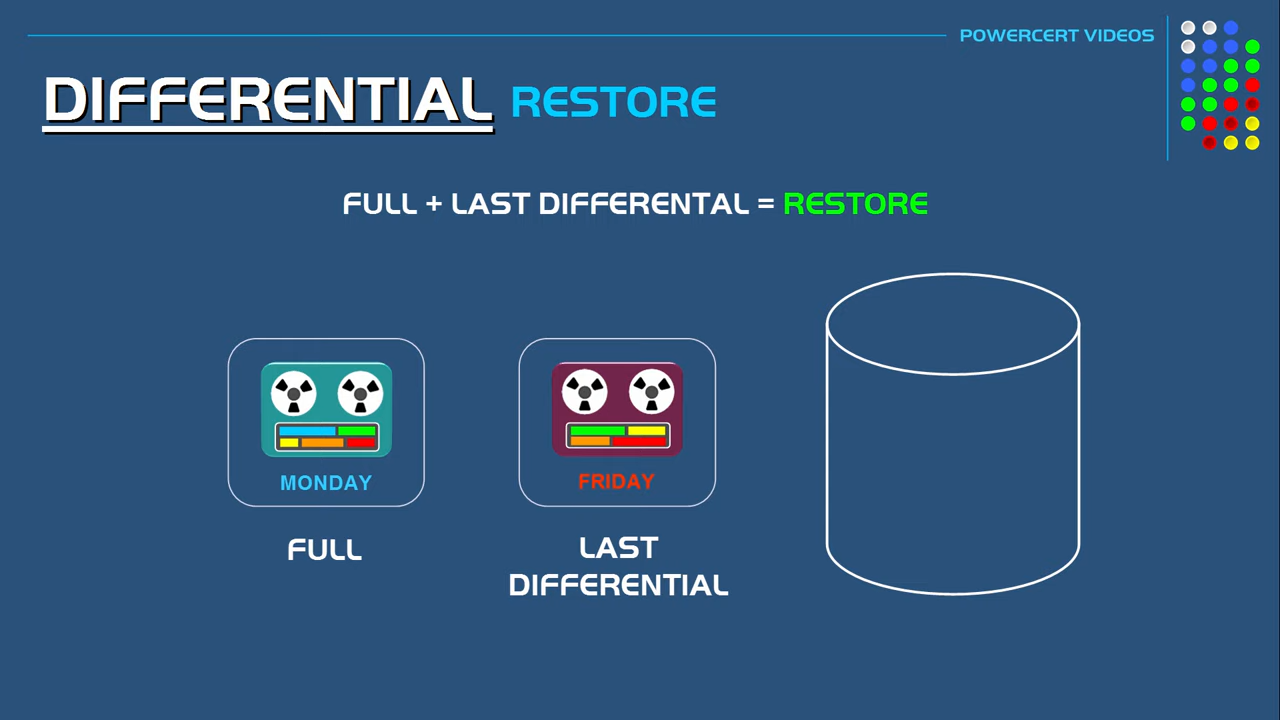 POWERCERT VIDEOS
DIFFERENTIAL RESTORE
FULL + LAST DIFFERENTAL = RESTORE
MONDAY
FRIDAY
FULL
LAST
DIFFERENTIAL